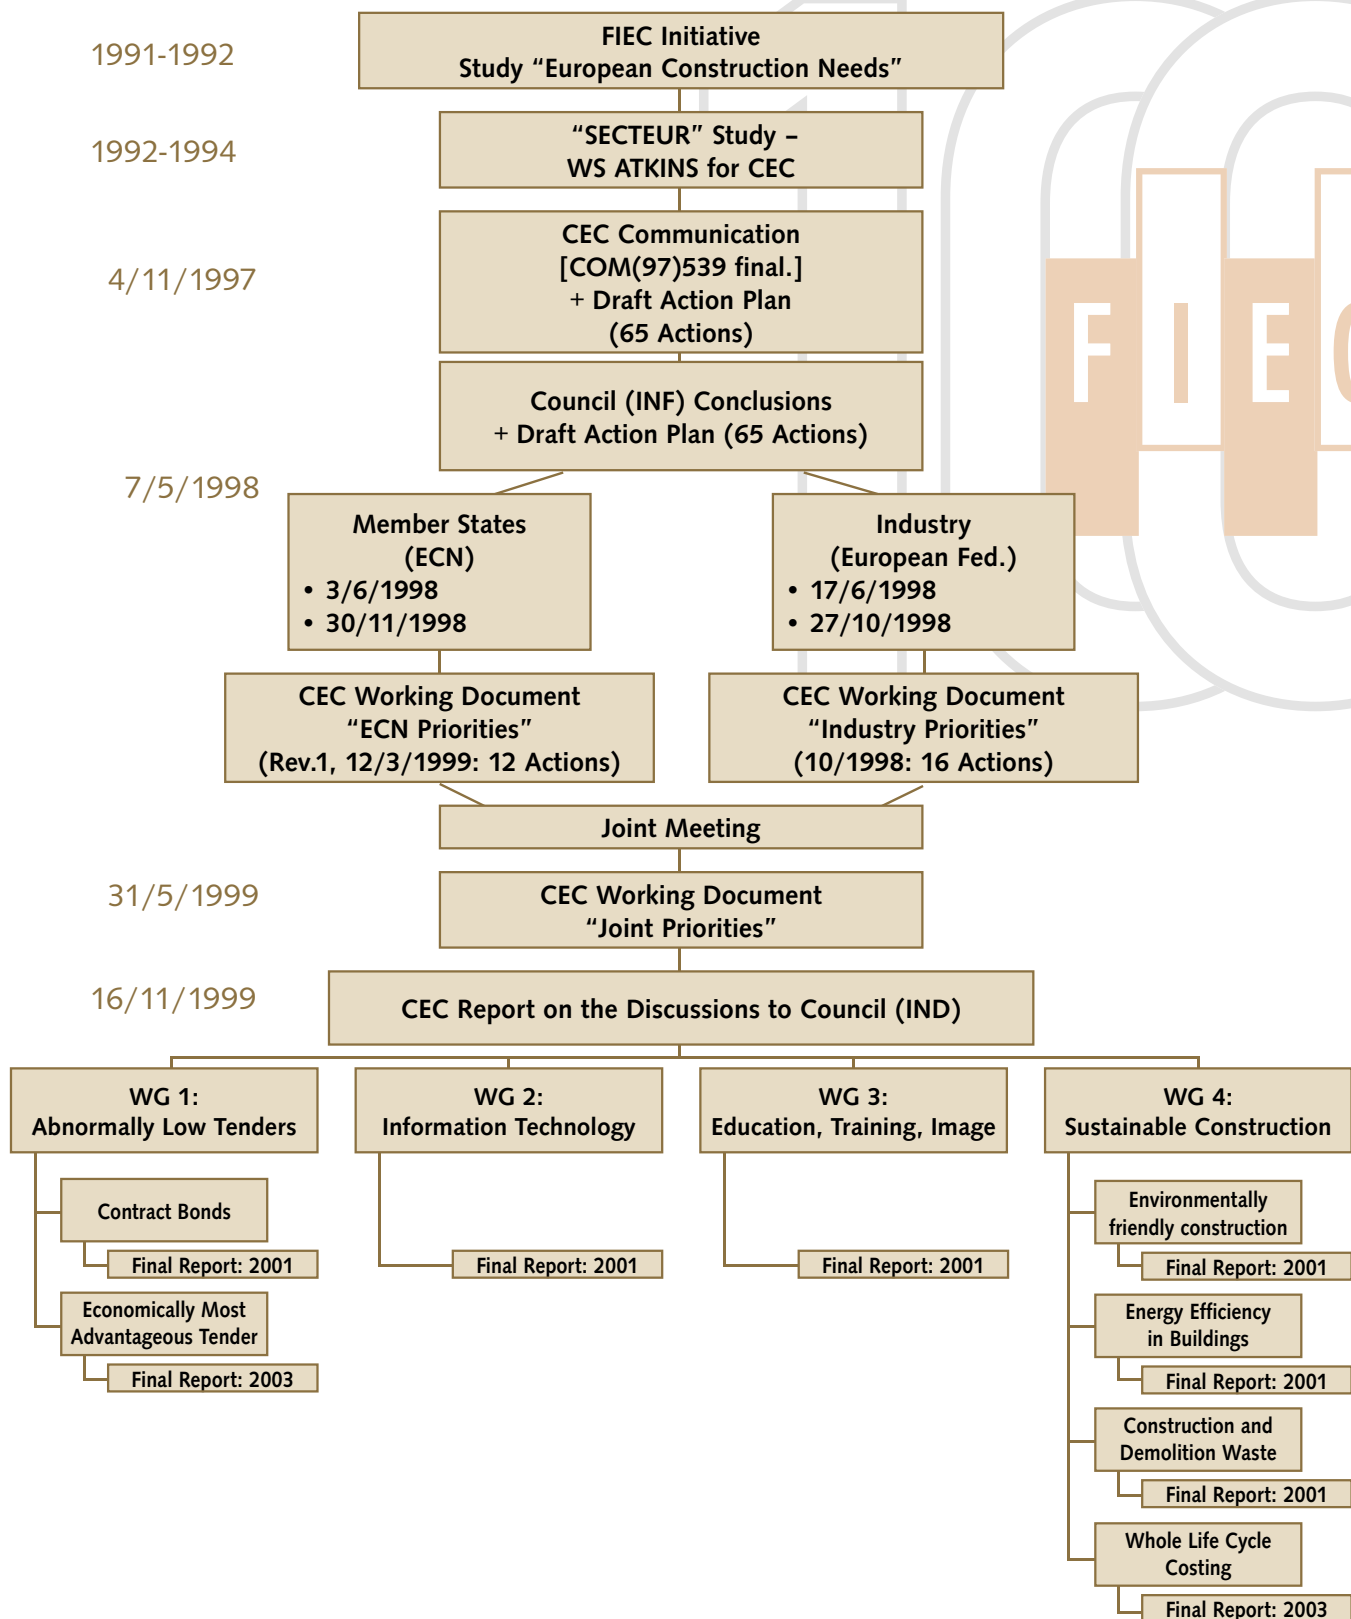 1991-1992
FIEC Initiative
Study “European Construction Needs”
1992-1994
“SECTEUR” Study –
WS ATKINS for CEC
4/11/1997
CEC Communication
[COM(97)539 final.]
+ Draft Action Plan
(65 Actions)
Council (INF) Conclusions
+ Draft Action Plan (65 Actions)
7/5/1998
Member States
(ECN)
• 3/6/1998
• 30/11/1998
Industry
(European Fed.)
• 17/6/1998
• 27/10/1998
CEC Working Document
“ECN Priorities”
(Rev.1, 12/3/1999: 12 Actions)
CEC Working Document
“Industry Priorities”
(10/1998: 16 Actions)
Joint Meeting
31/5/1999
CEC Working Document
“Joint Priorities”
16/11/1999
CEC Report on the Discussions to Council (IND)
WG 1:
Abnormally Low Tenders
Contract Bonds
Final Report: 2001
Economically Most
Advantageous Tender
Final Report: 2003
WG 2:
Information Technology
Final Report: 2001
WG 3:
Education, Training, Image
Final Report: 2001
WG 4:
Sustainable Construction
Environmentally
friendly construction
Final Report: 2001
Energy Efficiency
in Buildings
Final Report: 2001
Construction and
Demolition Waste
Final Report: 2001
Whole Life Cycle
Costing
Final Report: 2003
FIEC
100